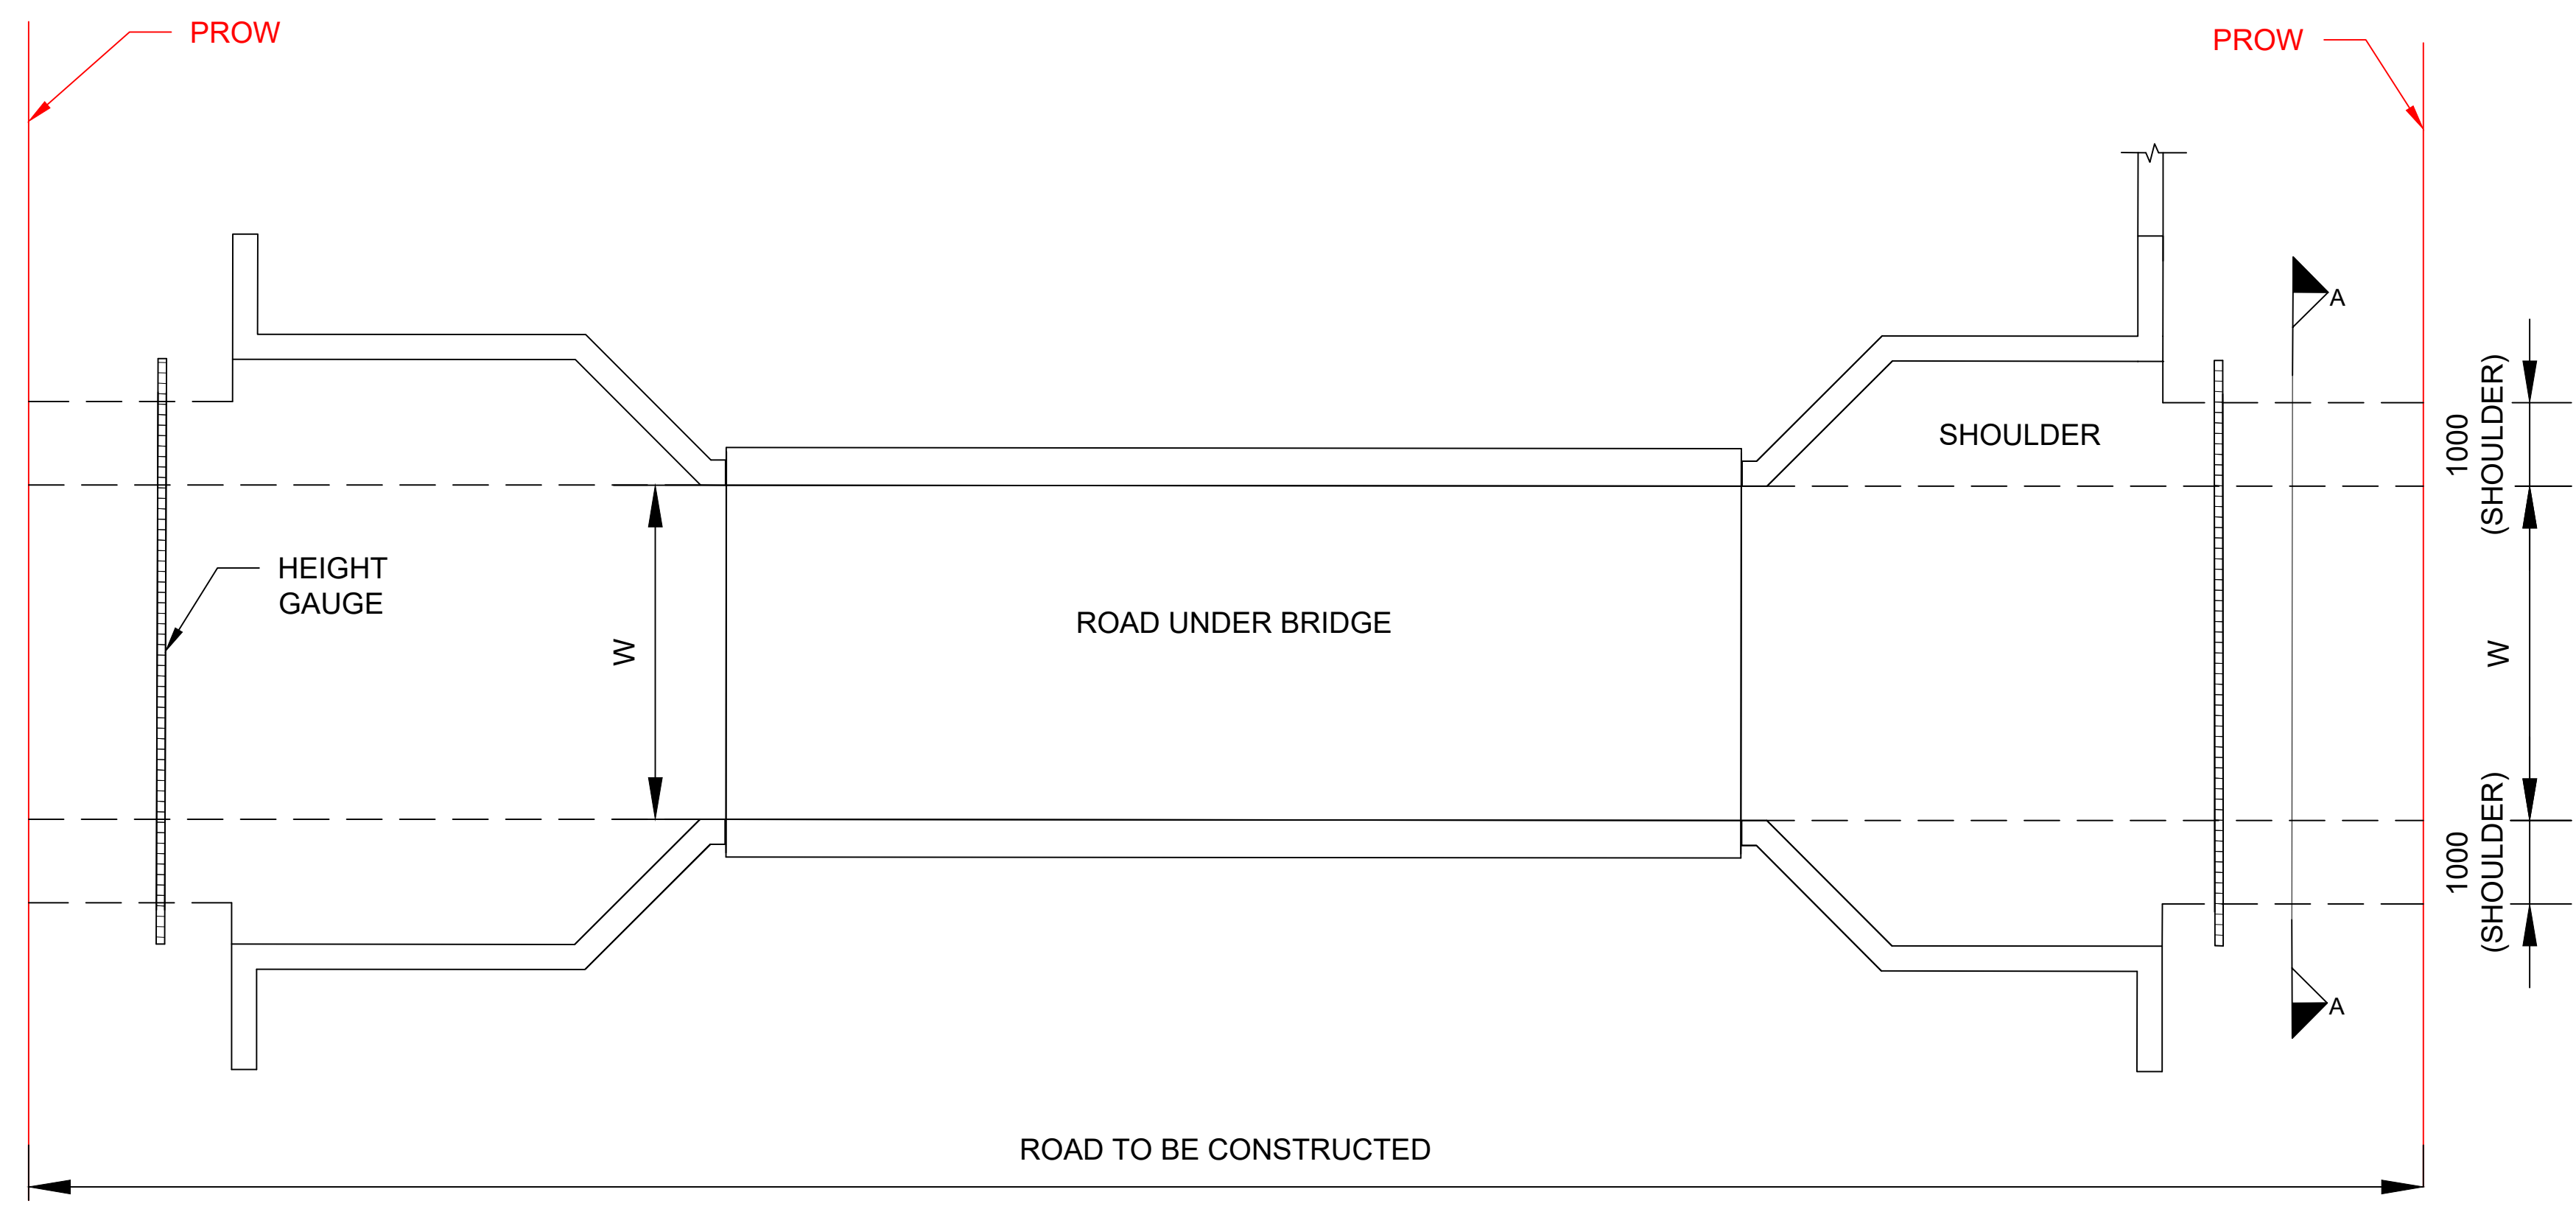 PROW
PROW
A
SHOULDER
1000
(SHOULDER)
HEIGHT
GAUGE
W
ROAD UNDER BRIDGE
W
1000
(SHOULDER)
A
ROAD TO BE CONSTRUCTED